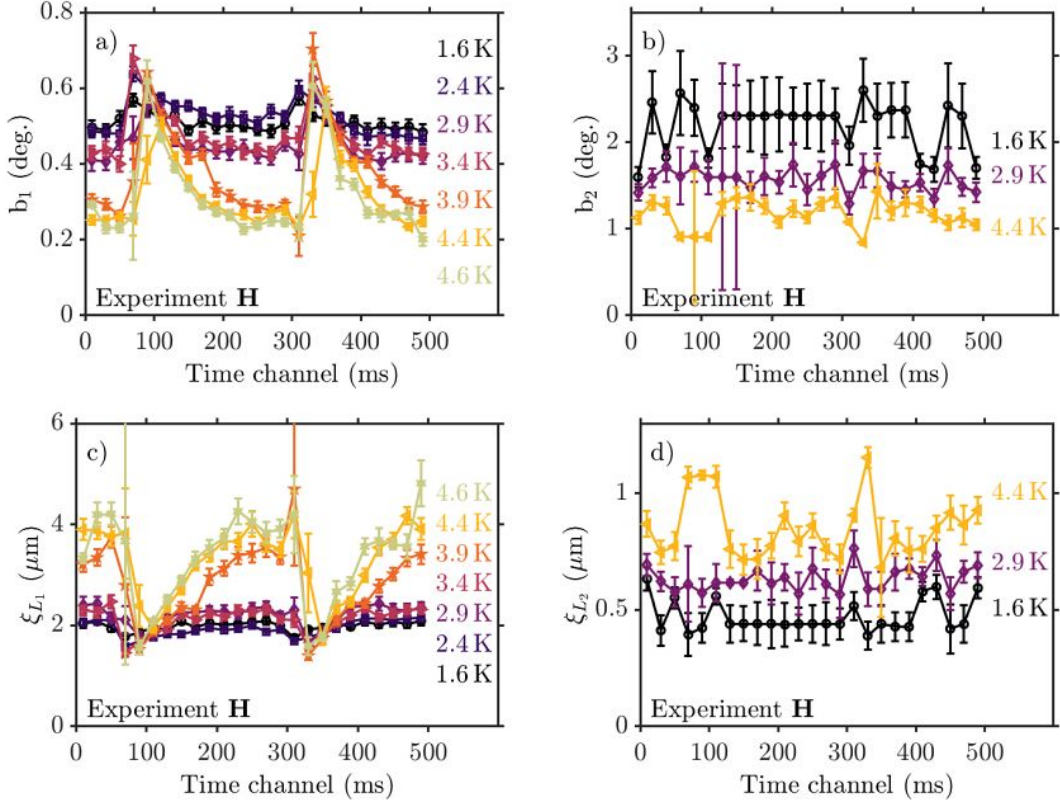 a)
b₁ (deg.)
0.8
0.6
0.4
0.2
0
1.6 K
2.4 K
2.9 K
3.4 K
3.9 K
4.4 K
4.6 K
Experiment H
0 100 200 300 400 500
Time channel (ms)
b)
b₂ (deg.)
3
2
1
0
1.6 K
2.9 K
4.4 K
Experiment H
0 100 200 300 400 500
Time channel (ms)
c)
ξL₁ (μm)
6
4
2
0
4.6 K
4.4 K
3.9 K
3.4 K
2.9 K
2.4 K
1.6 K
Experiment H
0 100 200 300 400 500
Time channel (ms)
d)
ξL₂ (μm)
1
0.5
0
4.4 K
2.9 K
1.6 K
Experiment H
0 100 200 300 400 500
Time channel (ms)